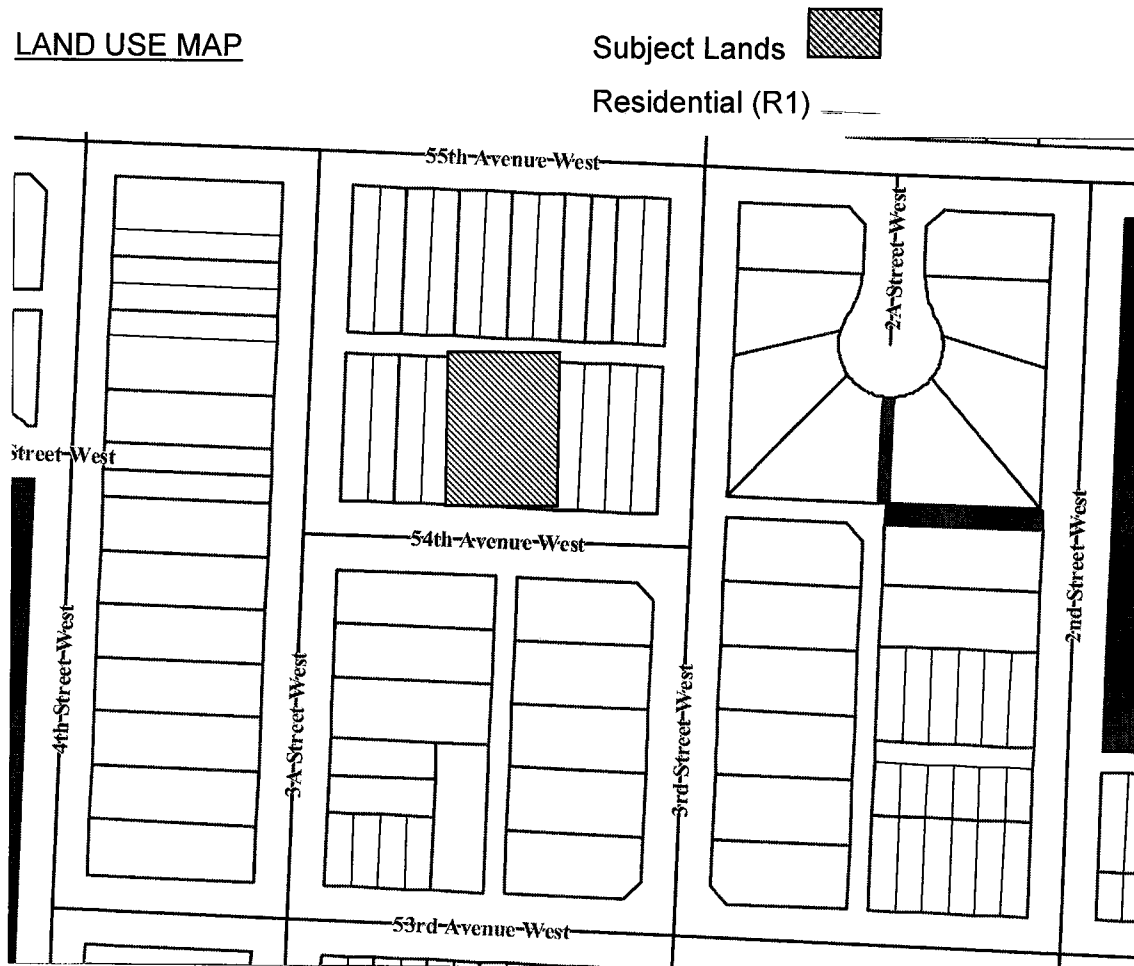 LAND USE MAP
Subject Lands
Residential (R1)
55th Avenue West
2A Street West
Street West
54th Avenue West
4th Street West
3A Street West
3rd Street West
2nd Street West
53rd Avenue West